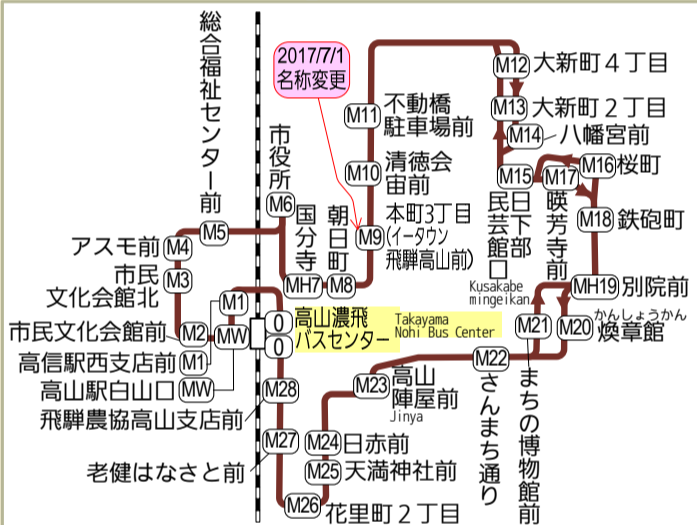 2017/7/1
名称変更
総合福祉センター前
市役所
M6
M5
アスモ前
M4
市民
文化会館北
M3
M1
市民文化会館前
M2
MW
高信駅西支店前
M1
高山駅白山口
MW
飛騨農協高山支店前
M28
老健はなさと前
M27
M26
花里町２丁目
0
0
高山濃飛
バスセンター
Takayama
Nohi Bus Center
国分寺
MH7
朝日町
M8
M9
本町3丁目
(イータウン
飛騨高山前)
M10
清徳会
宙前
M11
不動橋
駐車場前
M12
大新町４丁目
M13
大新町２丁目
M14
八幡宮前
M15
日下部
民芸館口
Kusakabe
mingeikan
M16
桜町
M17
暎芳寺前
M18
鉄砲町
MH19
別院前
M20
かんしょうかん
煥章館
M21
まちの博物館前
M22
さんまち通り
M23
高山
陣屋前
Jinya
M24
日赤前
M25
天満神社前